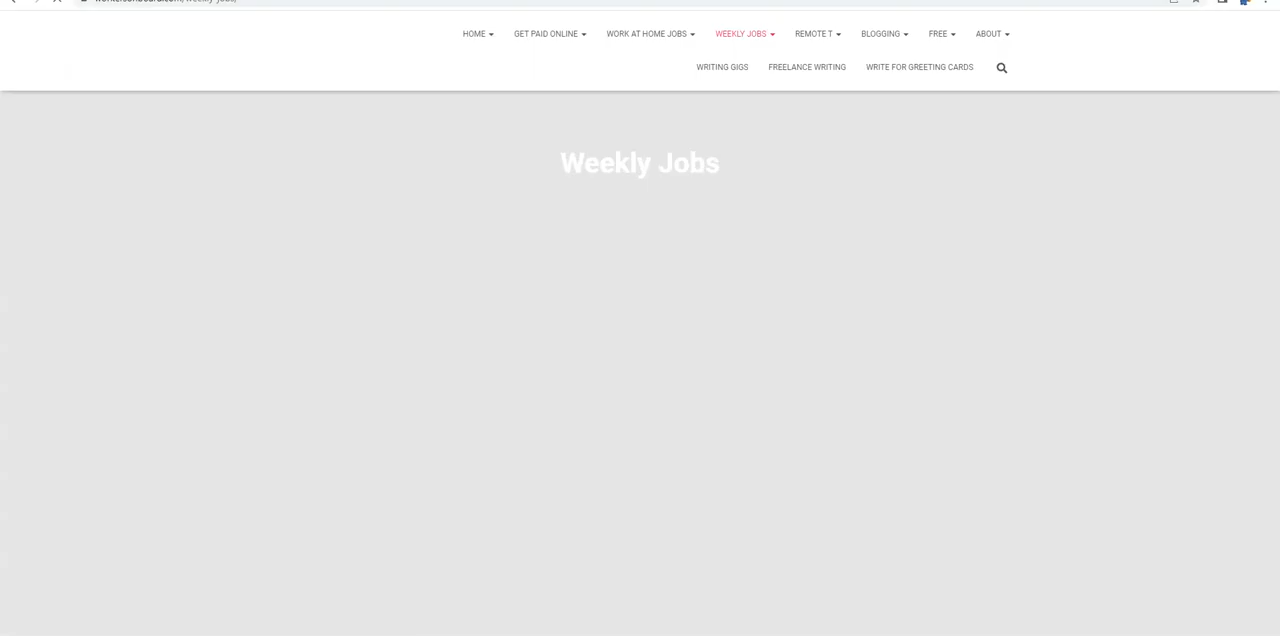 HOME GET PAID ONLINE WORK AT HOME JOBS WEEKLY JOBS REMOTE T BLOGGING FREE ABOUT
WRITING GIGS FREELANCE WRITING WRITE FOR GREETING CARDS
Weekly Jobs